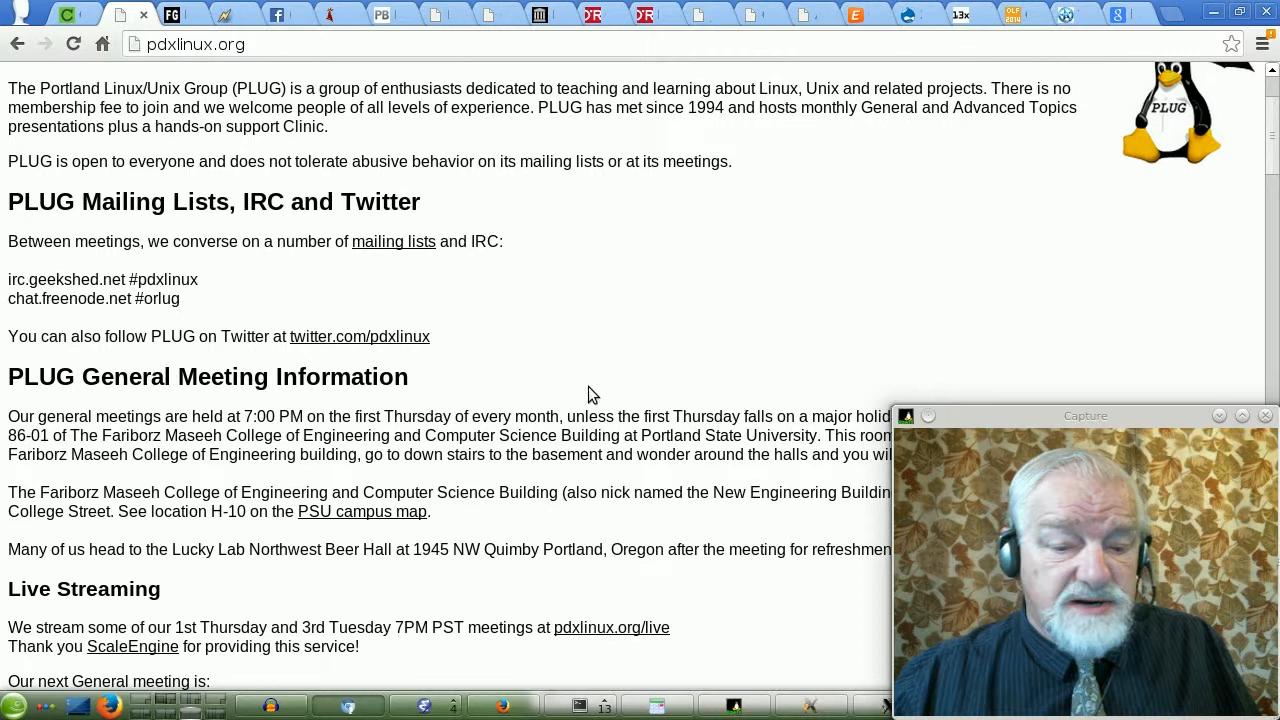 pdxlinux.org
The Portland Linux/Unix Group (PLUG) is a group of enthusiasts dedicated to teaching and learning about Linux, Unix and related projects. There is no
membership fee to join and we welcome people of all levels of experience. PLUG has met since 1994 and hosts monthly General and Advanced Topics
presentations plus a hands-on support Clinic.
PLUG
PLUG is open to everyone and does not tolerate abusive behavior on its mailing lists or at its meetings.
PLUG Mailing Lists, IRC and Twitter
Between meetings, we converse on a number of mailing lists and IRC:
irc.geekshed.net #pdxlinux
chat.freenode.net #orlug
You can also follow PLUG on Twitter at twitter.com/pdxlinux
PLUG General Meeting Information
Our general meetings are held at 7:00 PM on the first Thursday of every month, unless the first Thursday falls on a major holid
86-01 of The Fariborz Maseeh College of Engineering and Computer Science Building at Portland State University. This room
Fariborz Maseeh College of Engineering building, go to down stairs to the basement and wonder around the halls and you wil
The Fariborz Maseeh College of Engineering and Computer Science Building (also nick named the New Engineering Building
College Street. See location H-10 on the PSU campus map.
Many of us head to the Lucky Lab Northwest Beer Hall at 1945 NW Quimby Portland, Oregon after the meeting for refreshmen
Live Streaming
We stream some of our 1st Thursday and 3rd Tuesday 7PM PST meetings at pdxlinux.org/live
Thank you ScaleEngine for providing this service!
Our next General meeting is:
Capture
4
13